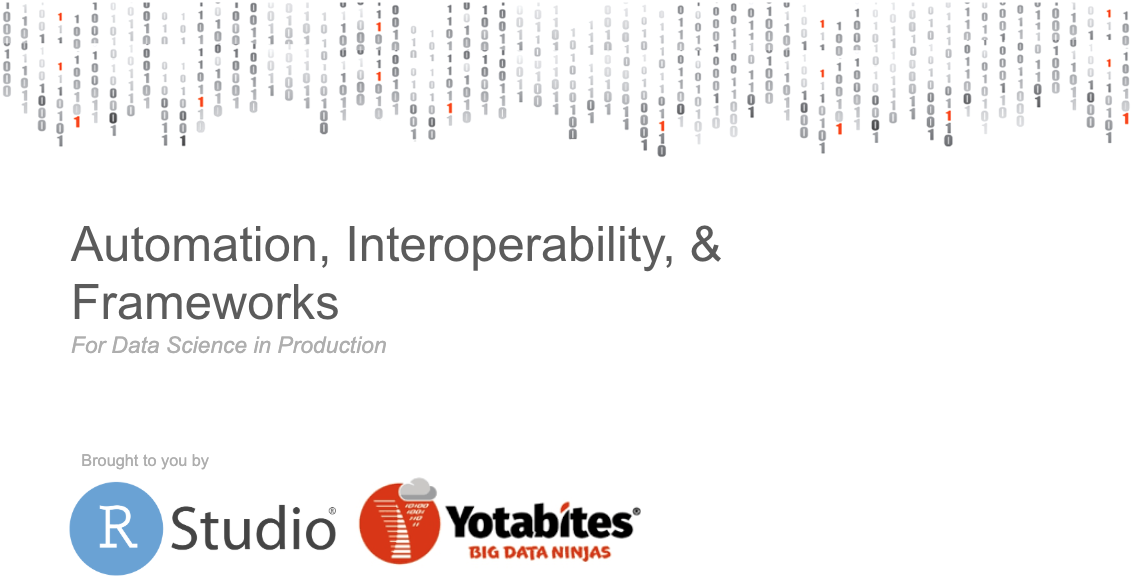 Automation, Interoperability, &
Frameworks
For Data Science in Production
Brought to you by
R Studio®
Yotabites®
BIG DATA NINJAS